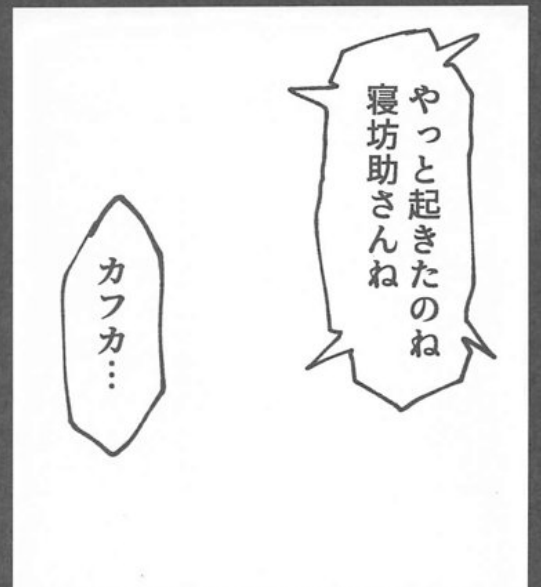 やっと起きたのね
寝坊助さんね
カフカ…